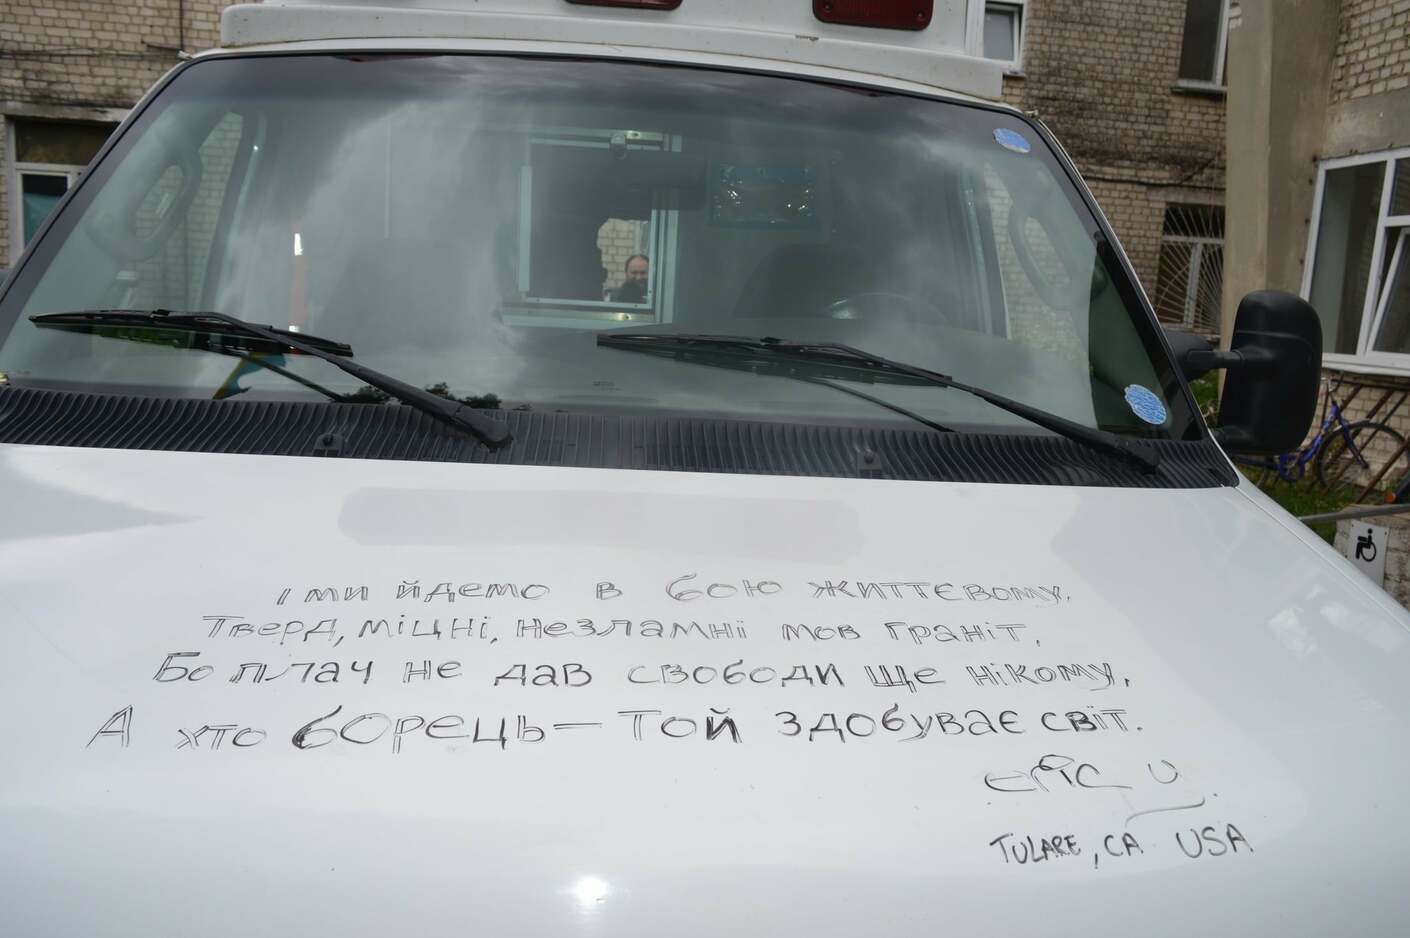 і ми йдемо в бою життєвому.
Тверд, міцні, незламні мов граніт,
Бо плач не дав свободи ще нікому,
А хто борець — той здобуває світ.
Eric
TULARE, CA USA